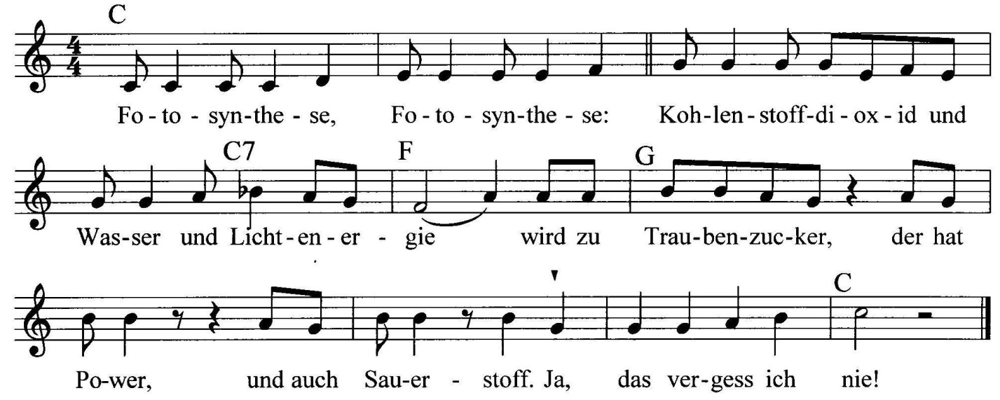 C
4
4
Fo - to - syn-the - se, Fo - to - syn-the - se: Koh-len-stoff-di-ox-id und
C7 F G
Was-ser und Licht-en-er - gie wird zu Trau-ben-zuc-ker, der hat
C
Po-wer, und auch Sau-er - stoff. Ja, das ver-gess ich nie!